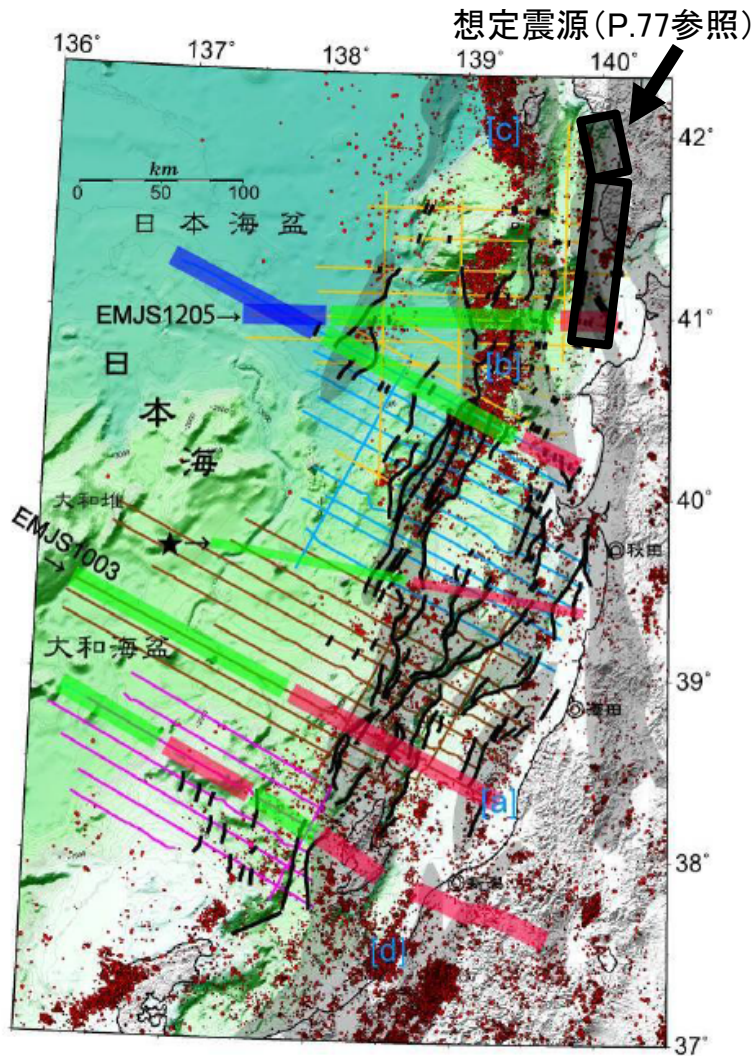 想定震源(P.77参照)
136° 137° 138° 139° 140°
[c]
42°
km
0 50 100
日本海盆
EMJS1205→
41°
日本海
[b]
40°
大和堆
★→
秋田
EMJS1003→
大和海盆
39°
酒田
[a]
38°
新潟
[d]
37°